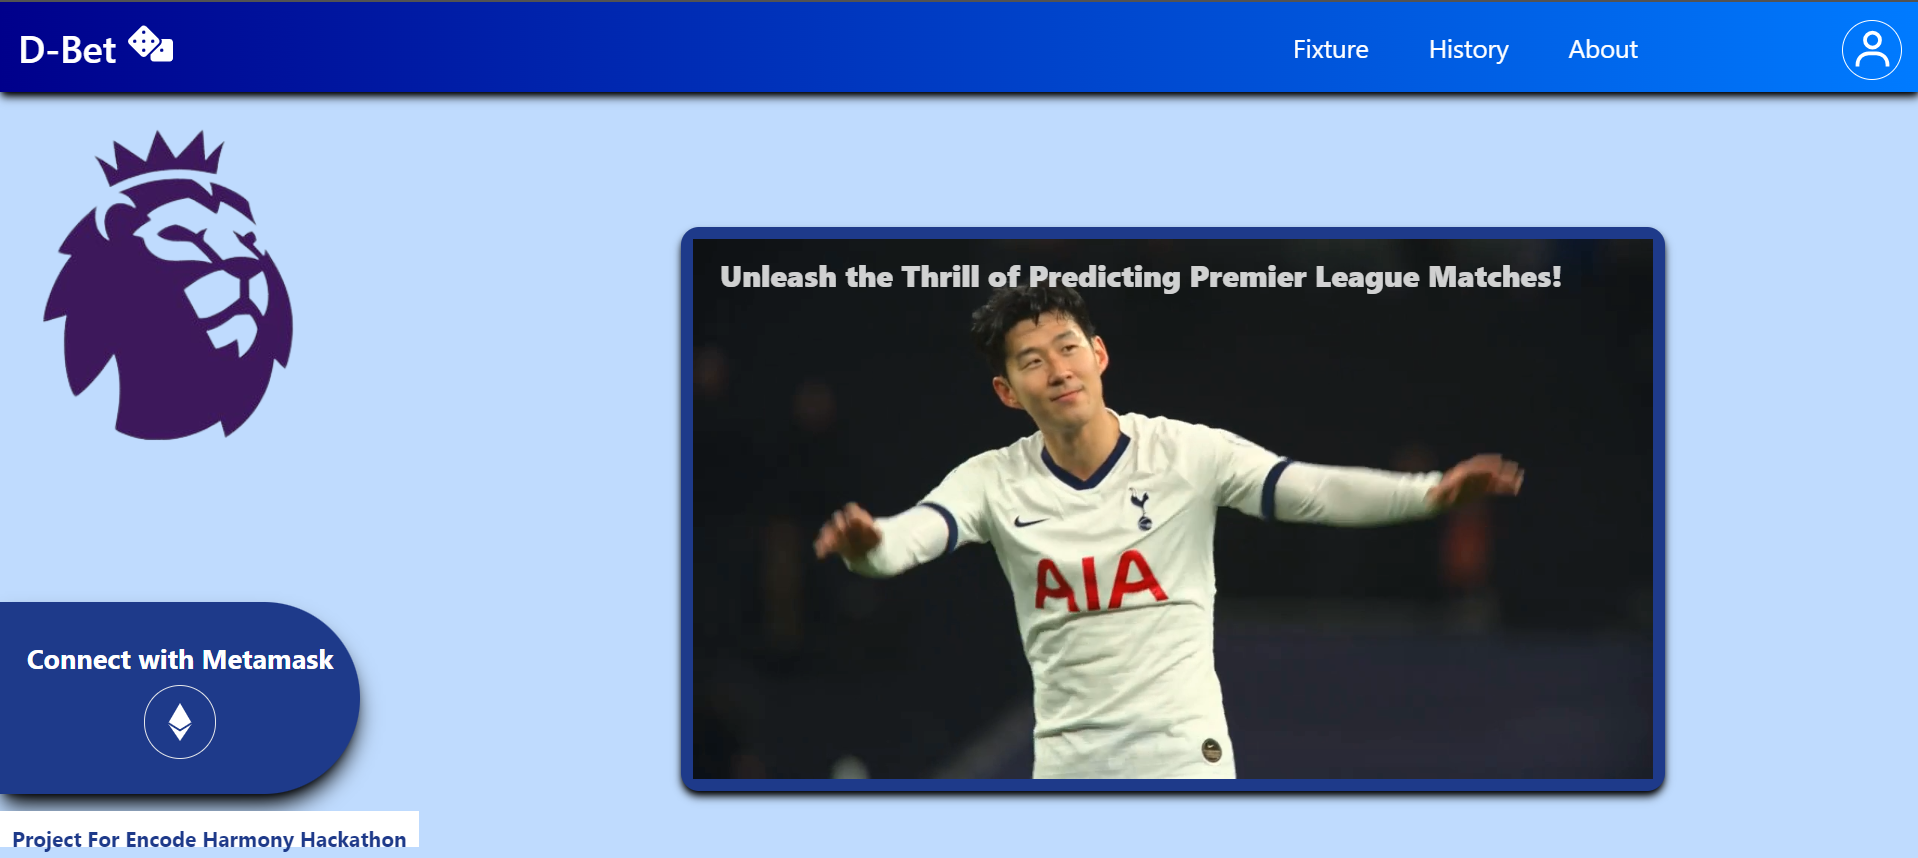 D-Bet
Fixture
History
About
Unleash the Thrill of Predicting Premier League Matches!
AIA
Connect with Metamask
Project For Encode Harmony Hackathon